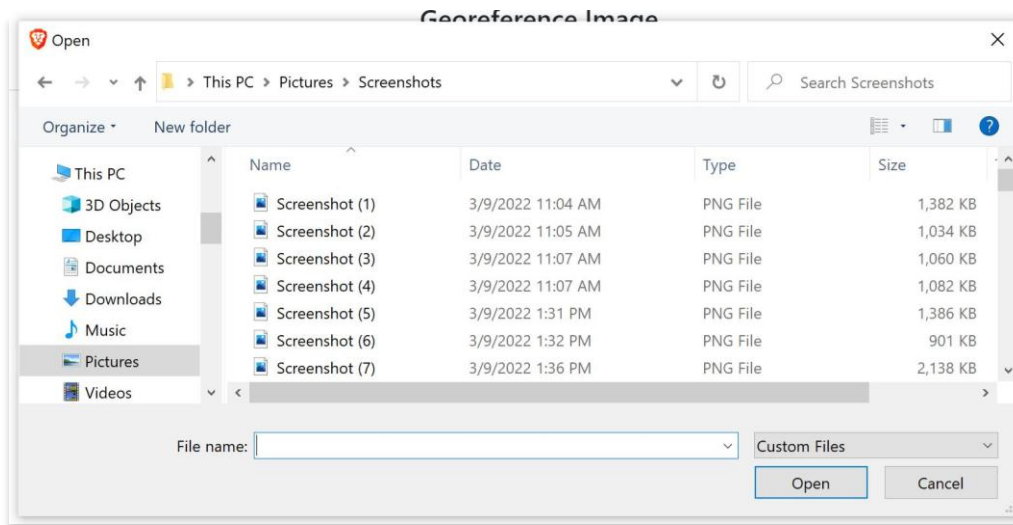 Georeference Image
Open
This PC > Pictures > Screenshots
Search Screenshots
Organize
New folder
Name Date Type Size
This PC
3D Objects
Desktop
Documents
Downloads
Music
Pictures
Videos
Screenshot (1) 3/9/2022 11:04 AM PNG File 1,382 KB
Screenshot (2) 3/9/2022 11:05 AM PNG File 1,034 KB
Screenshot (3) 3/9/2022 11:07 AM PNG File 1,060 KB
Screenshot (4) 3/9/2022 11:07 AM PNG File 1,082 KB
Screenshot (5) 3/9/2022 1:31 PM PNG File 1,386 KB
Screenshot (6) 3/9/2022 1:32 PM PNG File 901 KB
Screenshot (7) 3/9/2022 1:36 PM PNG File 2,138 KB
File name:
Custom Files
Open
Cancel